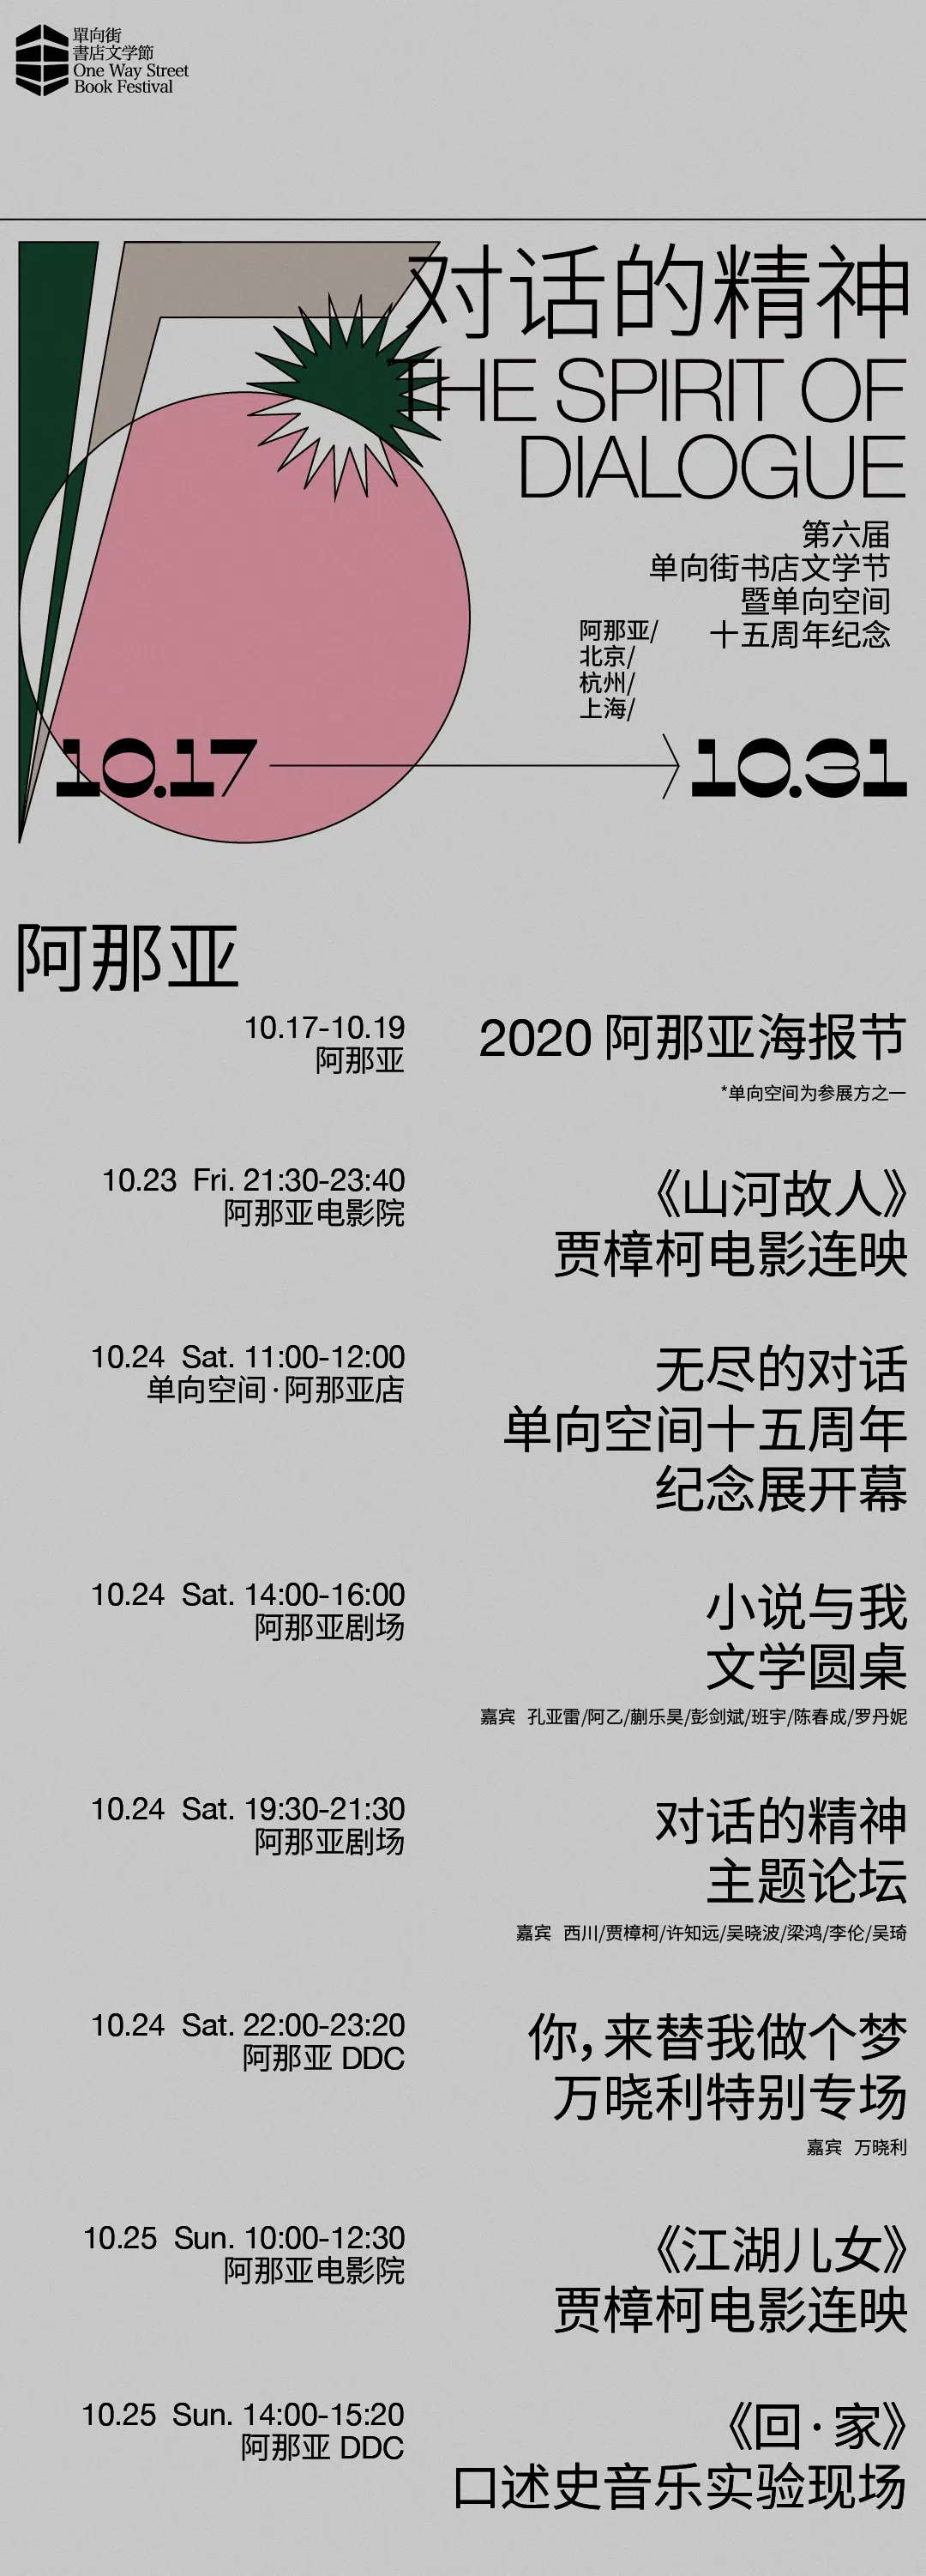 單向街
書店文学節
One Way Street
Book Festival
对话的精神
THE SPIRIT OF
DIALOGUE
第六届
单向街书店文学节
暨单向空间
十五周年纪念
阿那亚/
北京/
杭州/
上海/
10.17
10.31
阿那亚
10.17-10.19
阿那亚
2020 阿那亚海报节
*单向空间为参展方之一
10.23 Fri. 21:30-23:40
阿那亚电影院
《山河故人》
贾樟柯电影连映
10.24 Sat. 11:00-12:00
单向空间·阿那亚店
无尽的对话
单向空间十五周年
纪念展开幕
10.24 Sat. 14:00-16:00
阿那亚剧场
小说与我
文学圆桌
嘉宾 孔亚雷/阿乙/蒯乐昊/彭剑斌/班宇/陈春成/罗丹妮
10.24 Sat. 19:30-21:30
阿那亚剧场
对话的精神
主题论坛
嘉宾 西川/贾樟柯/许知远/吴晓波/梁鸿/李伦/吴琦
10.24 Sat. 22:00-23:20
阿那亚 DDC
你，来替我做个梦
万晓利特别专场
嘉宾 万晓利
10.25 Sun. 10:00-12:30
阿那亚电影院
《江湖儿女》
贾樟柯电影连映
10.25 Sun. 14:00-15:20
阿那亚 DDC
《回·家》
口述史音乐实验现场